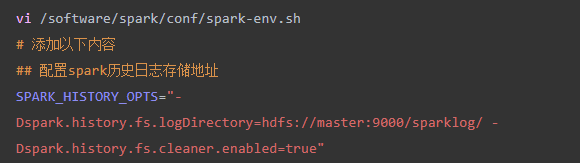 vi /software/spark/conf/spark-env.sh
# 添加以下内容
## 配置spark历史日志存储地址
SPARK_HISTORY_OPTS="-
Dspark.history.fs.logDirectory=hdfs://master:9000/sparklog/ -
Dspark.history.fs.cleaner.enabled=true"